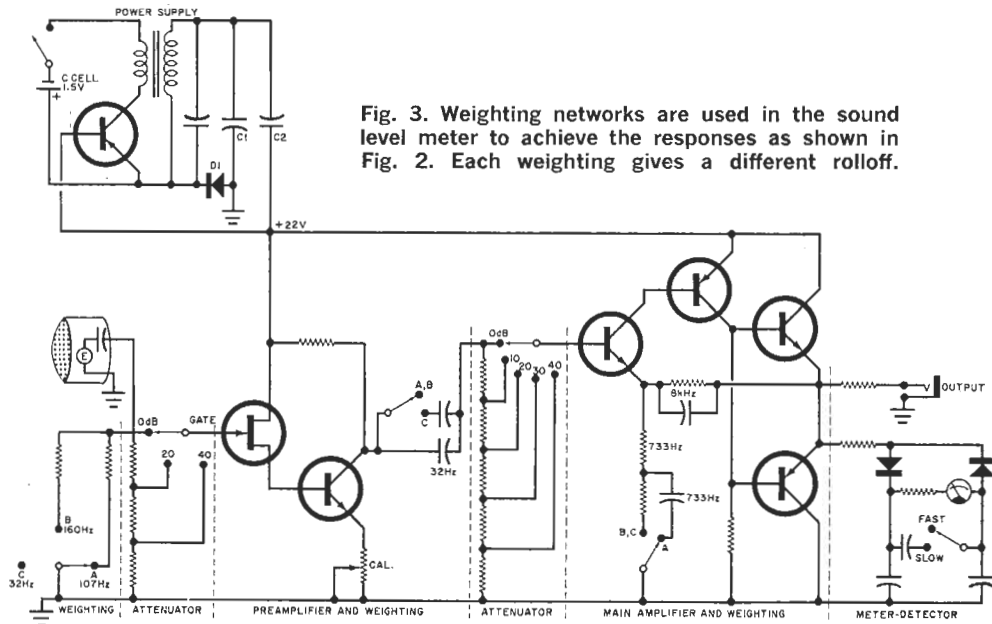 POWER SUPPLY
C CELL
1.5V
+
C1
C2
D1
Fig. 3. Weighting networks are used in the sound
level meter to achieve the responses as shown in
Fig. 2. Each weighting gives a different rolloff.
+22V
E
0dB
GATE
20
40
B
160Hz
C
32Hz
A
107Hz
CAL.
A,B
C
32Hz
0dB
10
20
30
40
8kHz
733Hz
733Hz
B,C
A
V
OUTPUT
FAST
SLOW
WEIGHTING
ATTENUATOR
PREAMPLIFIER AND WEIGHTING
ATTENUATOR
MAIN AMPLIFIER AND WEIGHTING
METER-DETECTOR